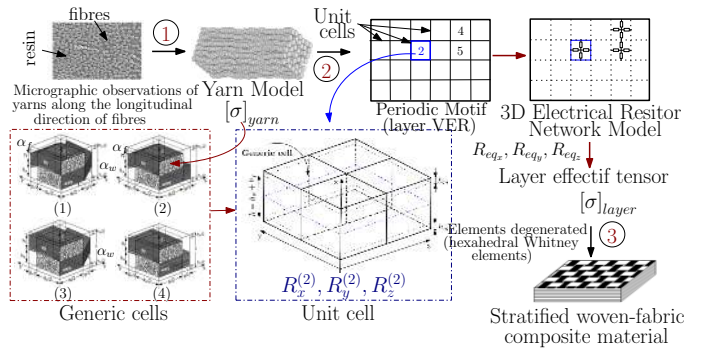 fibres
resin
1
Micrographic observations of
yarns along the longitudinal
direction of fibres
Yarn Model
[σ]yarn
2
Unit
cells
4
2
5
Periodic Motif
(layer VER)
3D Electrical Resitor
Network Model
Req_x, Req_y, Req_z
Layer effectif tensor
[σ]layer
Elements degenerated
(hexahedral Whitney
elements)
3
Stratified woven-fabric
composite material
αf
αw
(1)
αf
αw
(2)
αw
(3)
(4)
Generic cells
Generic cell
R_x^(2), R_y^(2), R_z^(2)
Unit cell